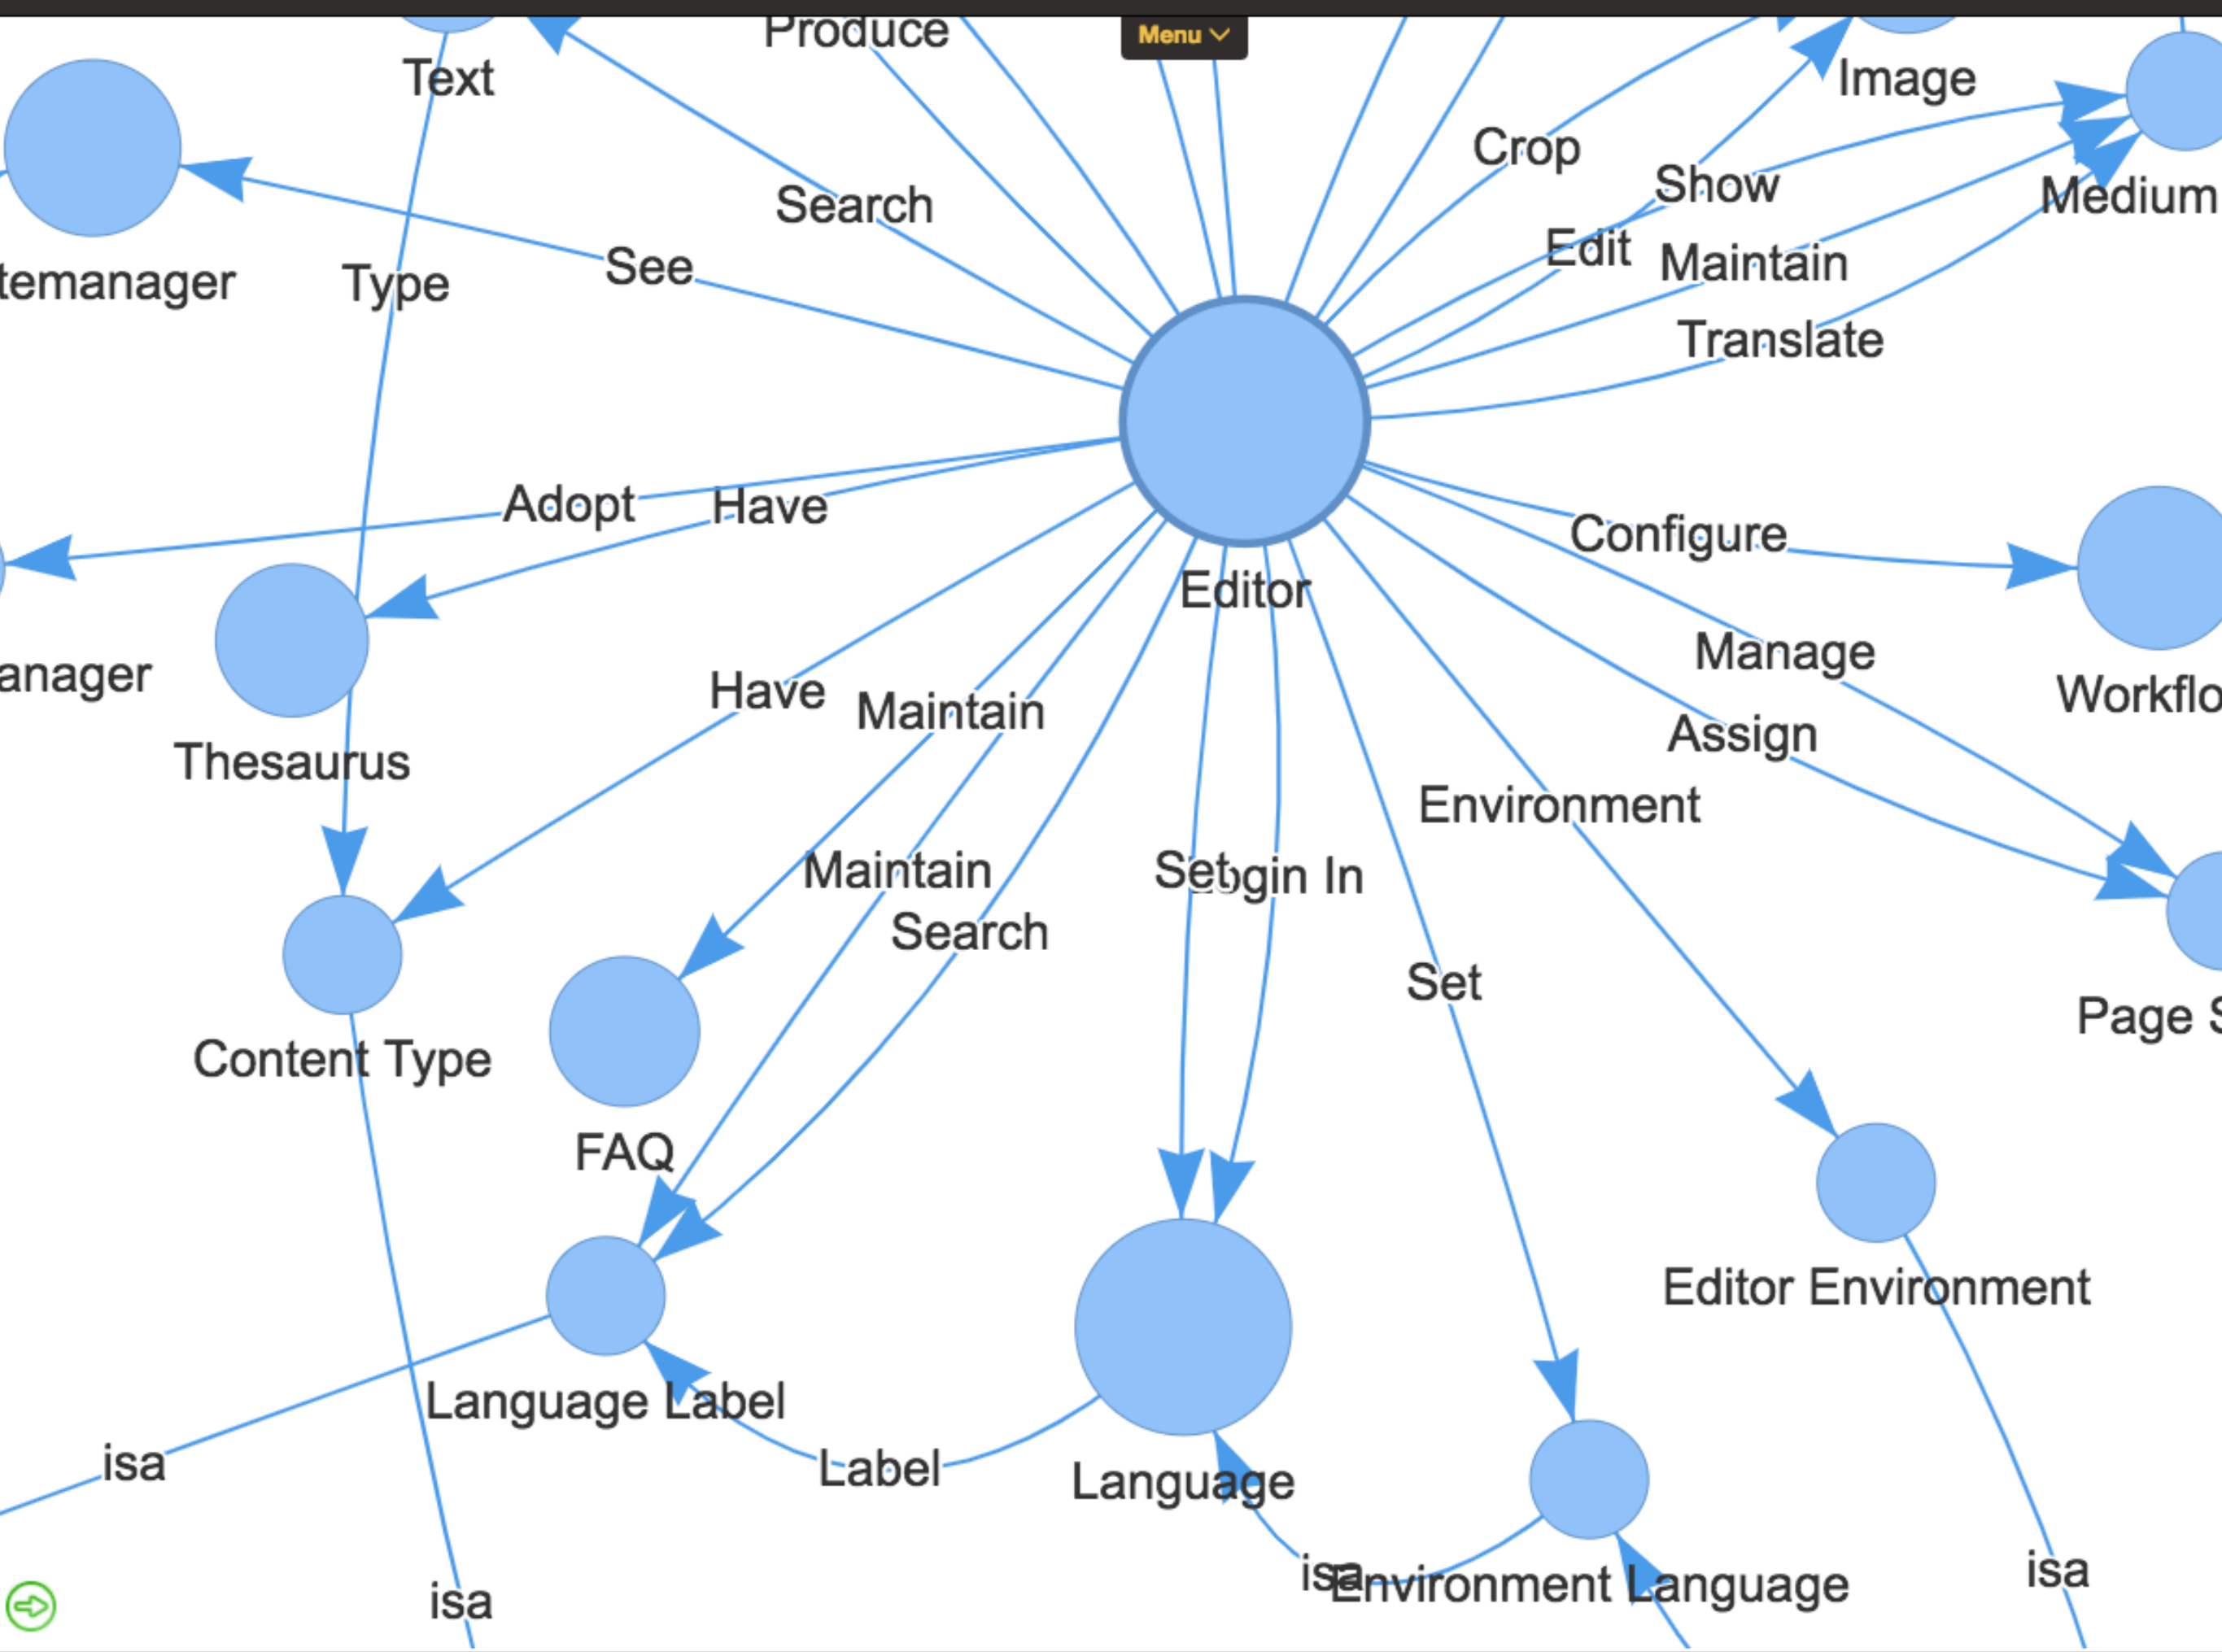 Produce
Menu
Text
Image
Crop
Show
Medium
Search
Edit
Maintain
See
temanager
Type
Translate
Adopt
Have
Configure
Editor
Manage
anager
Have
Workflo
Maintain
Assign
Thesaurus
Environment
Maintain
Set
ogin In
Search
Set
Page S
Content Type
FAQ
Editor Environment
Language Label
isa
Label
Language
isa
Environment Language
isa
isa